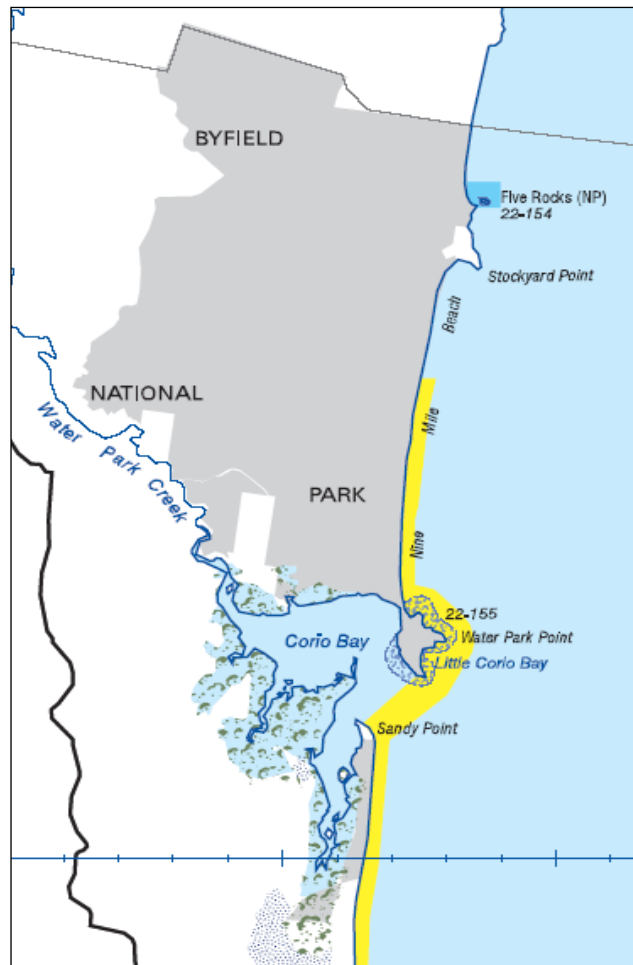 BYFIELD
FIve Rocks (NP)
22-154
Stockyard Point
Beach
NATIONAL
Mile
Water Park Creek
PARK
Nine
22-155
Corio Bay
Water Park Point
Little Corio Bay
Sandy Point